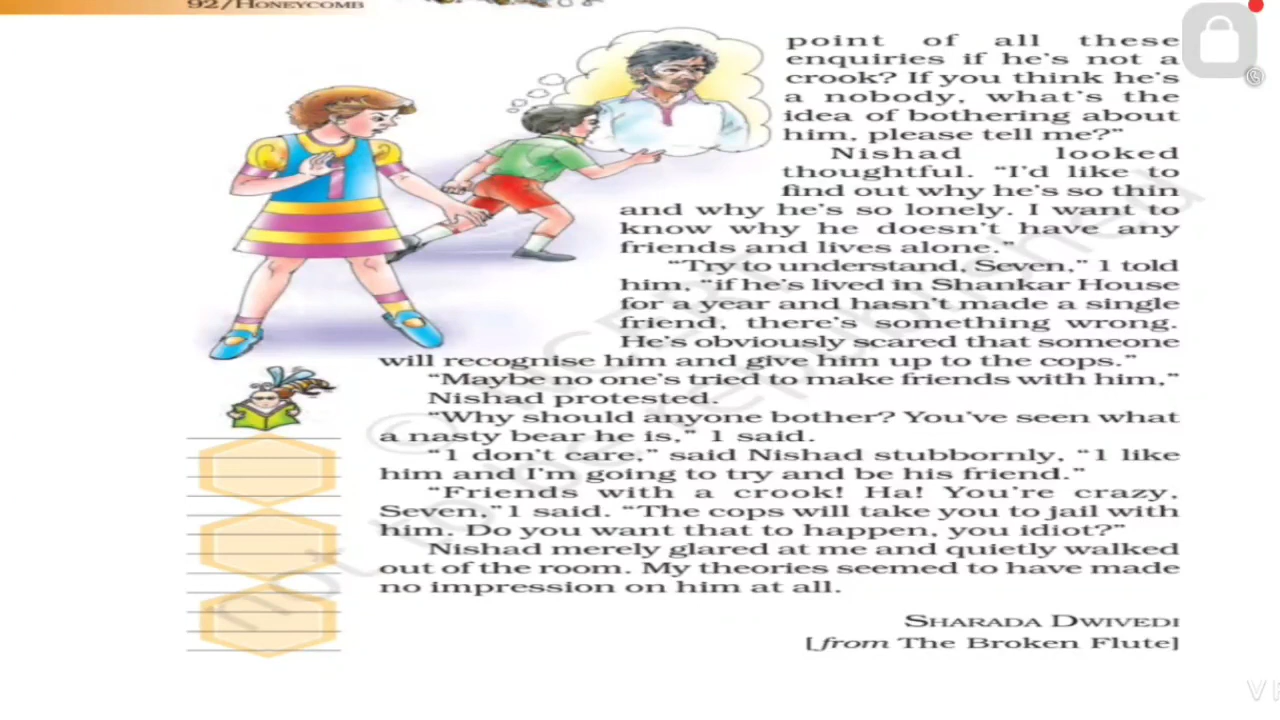 92/HONEYCOMB
point of all these
enquiries if he's not a
crook? If you think he's
a nobody, what's the
idea of bothering about
him, please tell me?"
Nishad looked
thoughtful. "I'd like to
find out why he's so thin
and why he's so lonely. I want to
know why he doesn't have any
friends and lives alone."
"Try to understand, Seven," I told
him, "if he's lived in Shankar House
for a year and hasn't made a single
friend, there's something wrong.
He's obviously scared that someone
will recognise him and give him up to the cops."
"Maybe no one's tried to make friends with him,"
Nishad protested.
"Why should anyone bother? You've seen what
a nasty bear he is," I said.
"I don't care," said Nishad stubbornly, "I like
him and I'm going to try and be his friend."
"Friends with a crook! Ha! You're crazy,
Seven," I said. "The cops will take you to jail with
him. Do you want that to happen, you idiot?"
Nishad merely glared at me and quietly walked
out of the room. My theories seemed to have made
no impression on him at all.
SHARADA DWIVEDI
[from The Broken Flute]
© NCERT
not to be republished